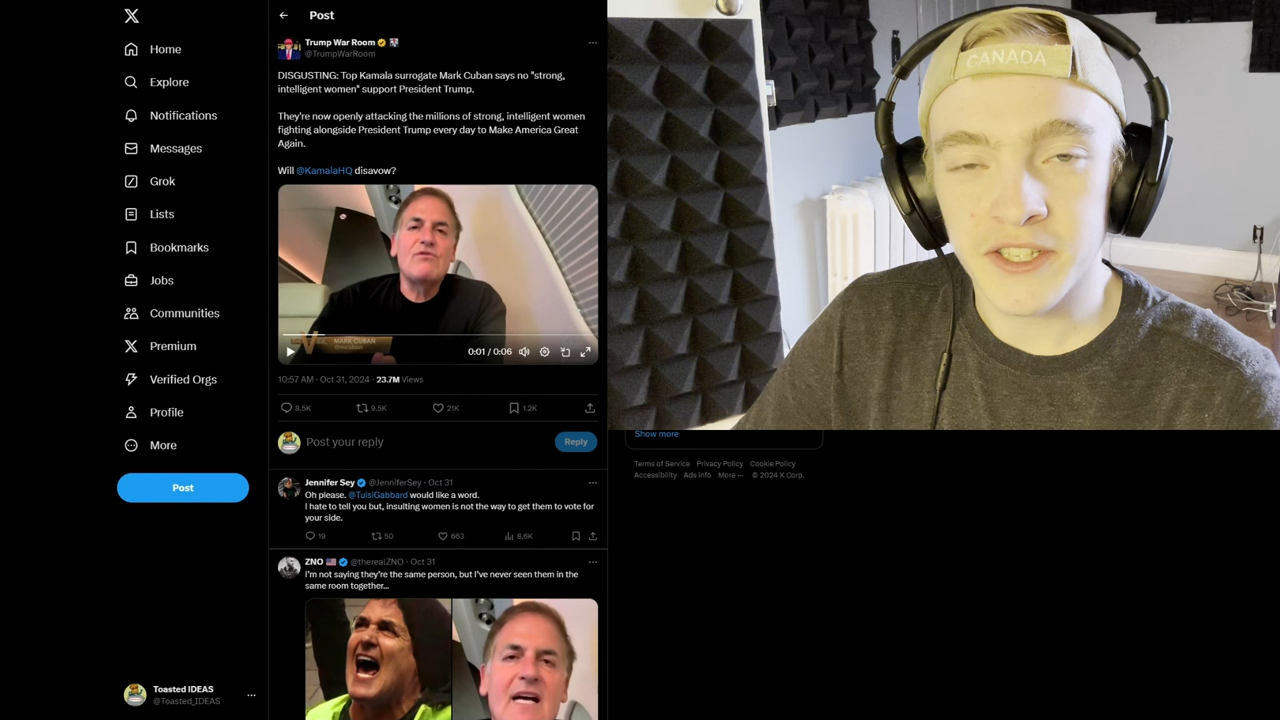 Home
Explore
Notifications
Messages
Grok
Lists
Bookmarks
Jobs
Communities
Premium
Verified Orgs
Profile
More
Post
Toasted IDEAS
@Toasted_IDEAS
Post
Trump War Room
@TrumpWarRoom
DISGUSTING: Top Kamala surrogate Mark Cuban says no "strong,
intelligent women" support President Trump.
They're now openly attacking the millions of strong, intelligent women
fighting alongside President Trump every day to Make America Great
Again.
Will @KamalaHQ disavow?
MARK CUBAN
0:01 / 0:06
10:57 AM · Oct 31, 2024 · 23.7M Views
8.5K 9.5K 21K 1.2K
Post your reply
Reply
Jennifer Sey @JenniferSey · Oct 31
Oh please. @TulsiGabbard would like a word.
I hate to tell you but, insulting women is not the way to get them to vote for
your side.
19 50 663 8.6K
ZNO @therealZNO · Oct 31
I'm not saying they're the same person, but I've never seen them in the
same room together...
CANADA
Show more
Terms of Service Privacy Policy Cookie Policy
Accessibility Ads info More ··· © 2024 X Corp.